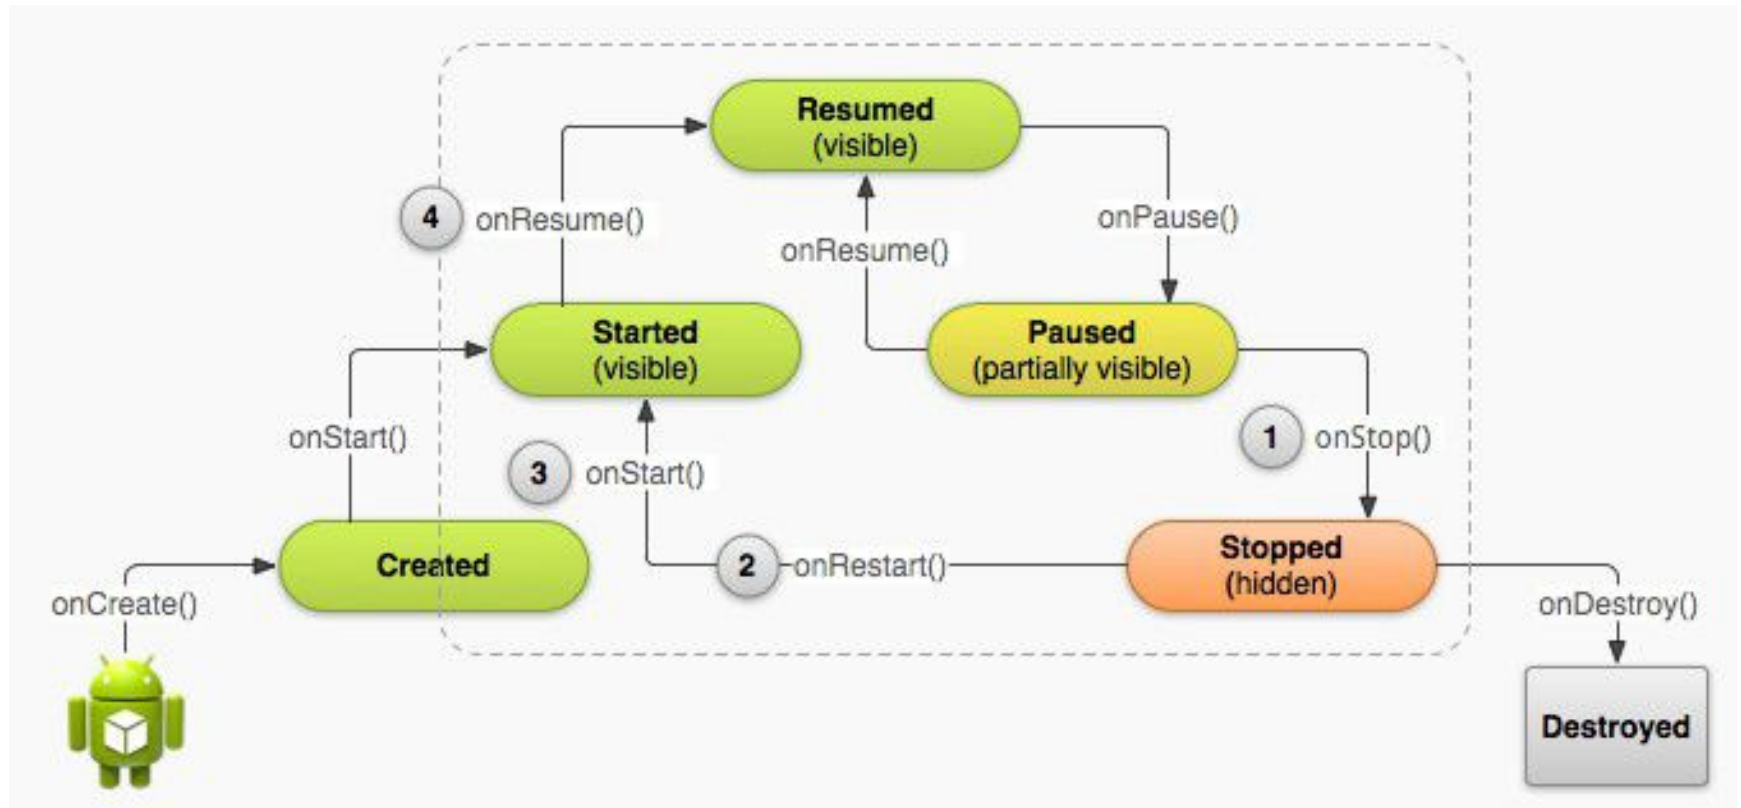 Resumed
(visible)
4
onResume()
onPause()
onResume()
Started
(visible)
Paused
(partially visible)
onStart()
1
onStop()
3
onStart()
Created
2
onRestart()
Stopped
(hidden)
onCreate()
onDestroy()
Destroyed